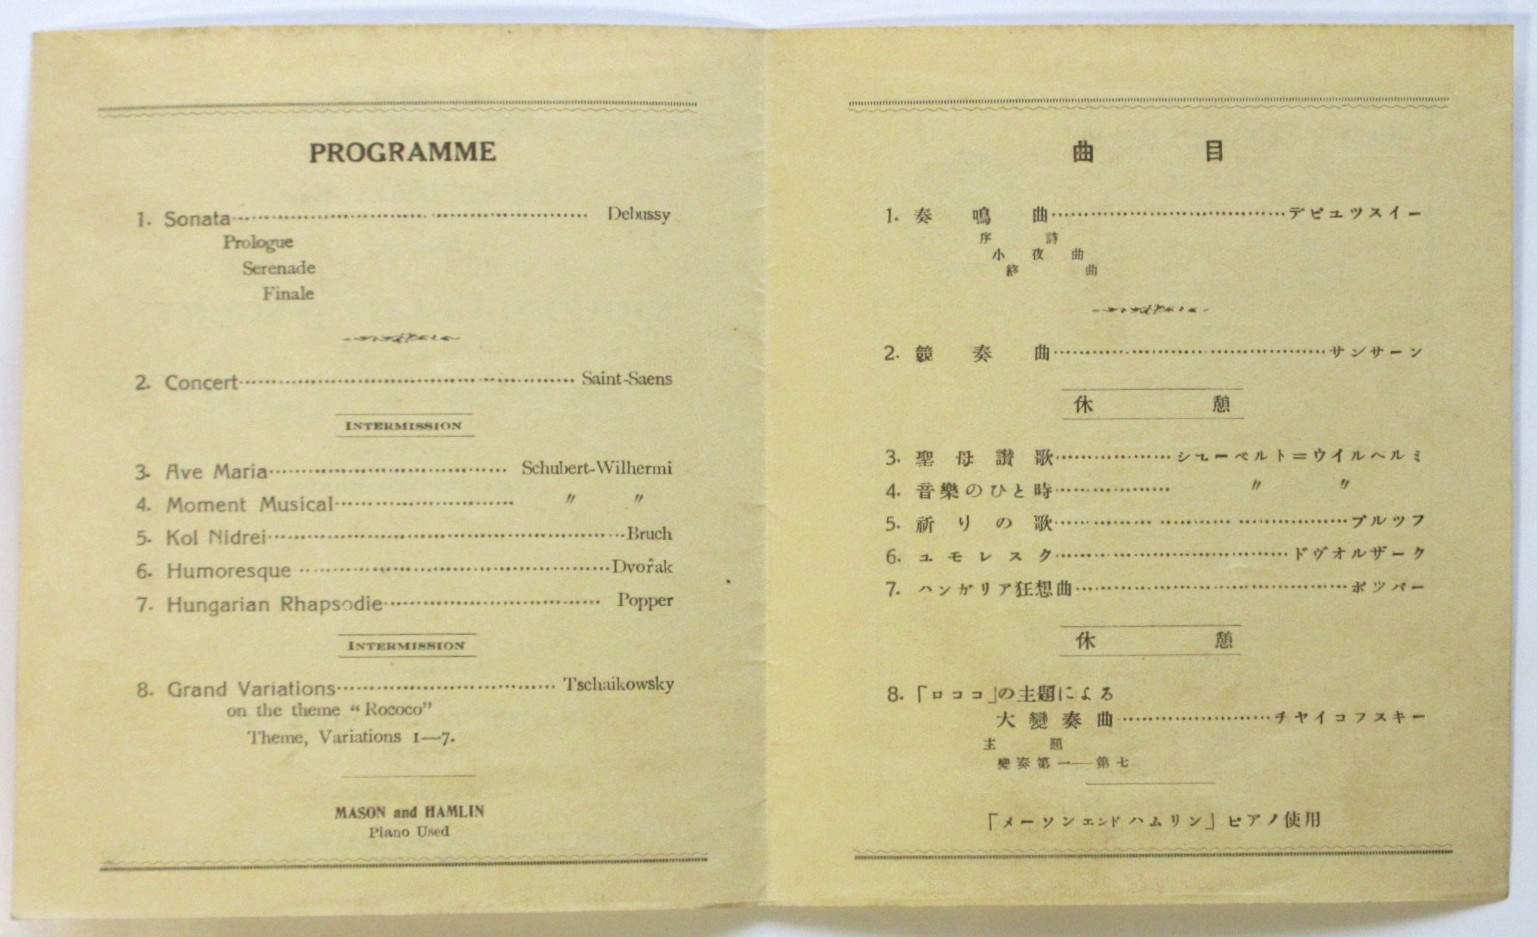 PROGRAMME
1. Sonata Debussy
Prologue
Serenade
Finale
2. Concert Saint-Saens
INTERMISSION
3. Ave Maria Schubert-Wilhermi
4. Moment Musical 〃 〃
5. Kol Nidrei Bruch
6. Humoresque Dvořak
7. Hungarian Rhapsodie Popper
INTERMISSION
8. Grand Variations Tschaikowsky
on the theme “Rococo”
Theme, Variations 1—7.
MASON and HAMLIN
Piano Used
曲目
1. 奏鳴曲 デビユツスイー
序詩
小夜曲
終曲
2. 競奏曲 サンサーン
休憩
3. 聖母讃歌 シユーベルト=ウイルヘルミ
4. 音樂のひと時 〃 〃
5. 祈りの歌 ブルツフ
6. ユモレスク ドヴオルザーク
7. ハンガリア狂想曲 ポツパー
休憩
8.「ロココ」の主題による
大變奏曲 チヤイコフスキー
主題
變奏第一——第七
「メーソンエンドハムリン」ピアノ使用